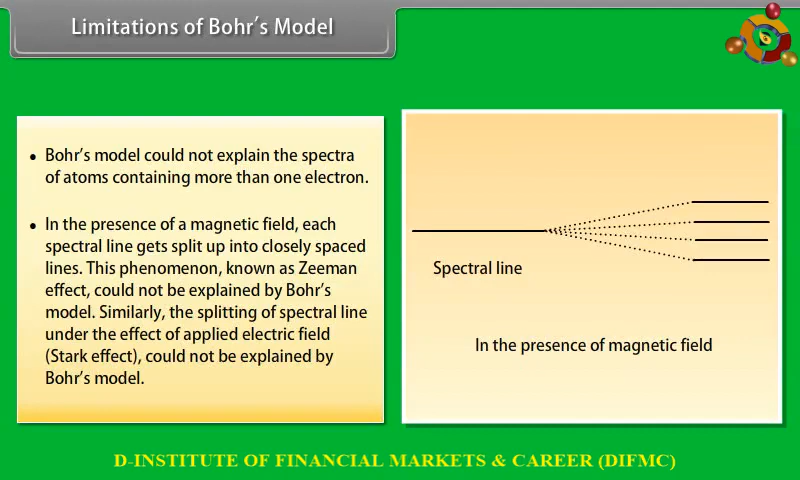 Limitations of Bohr's Model
• Bohr's model could not explain the spectra
of atoms containing more than one electron.
• In the presence of a magnetic field, each
spectral line gets split up into closely spaced
lines. This phenomenon, known as Zeeman
effect, could not be explained by Bohr's
model. Similarly, the splitting of spectral line
under the effect of applied electric field
(Stark effect), could not be explained by
Bohr's model.
Spectral line
In the presence of magnetic field
D-INSTITUTE OF FINANCIAL MARKETS & CAREER (DIFMC)